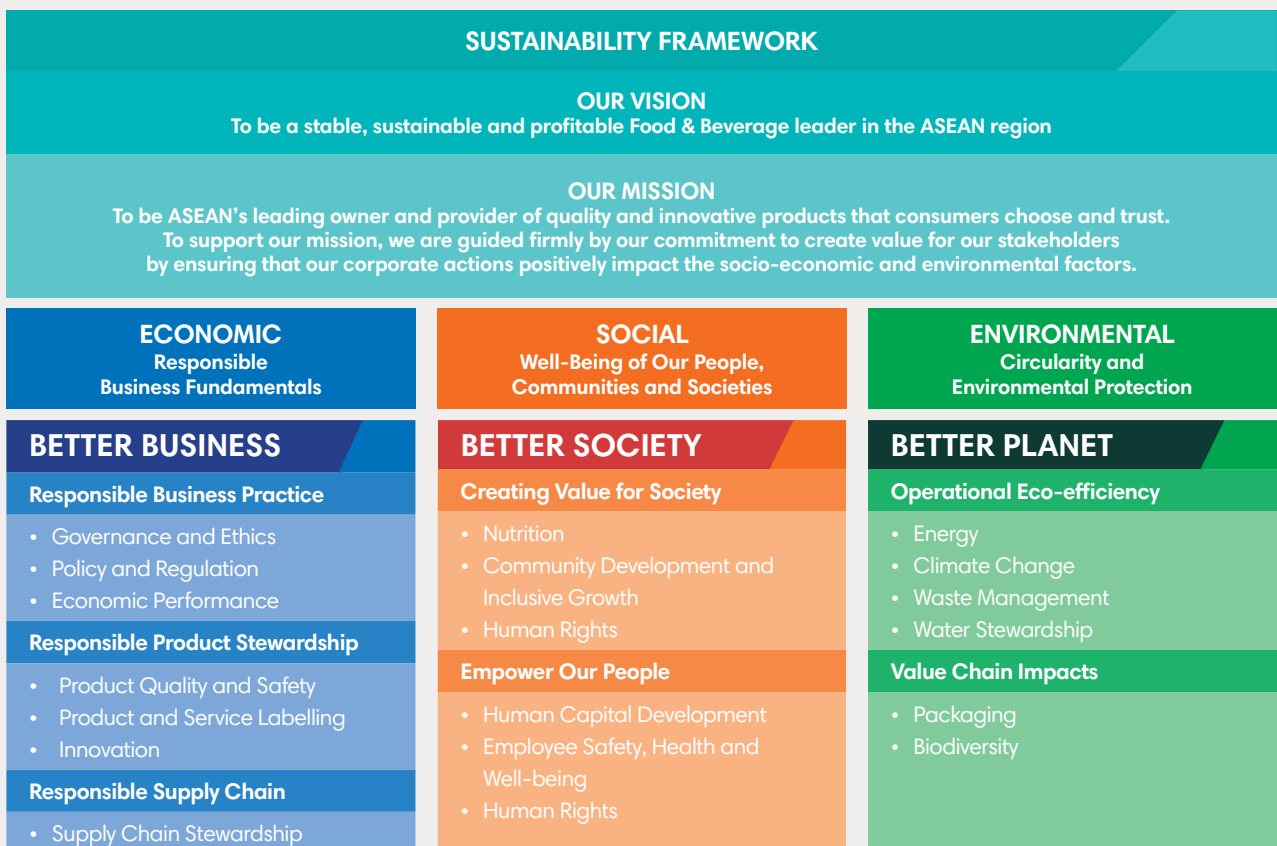 SUSTAINABILITY FRAMEWORK
OUR VISION
To be a stable, sustainable and profitable Food & Beverage leader in the ASEAN region
OUR MISSION
To be ASEAN's leading owner and provider of quality and innovative products that consumers choose and trust.
To support our mission, we are guided firmly by our commitment to create value for our stakeholders
by ensuring that our corporate actions positively impact the socio-economic and environmental factors.
ECONOMIC
Responsible
Business Fundamentals
BETTER BUSINESS
Responsible Business Practice
• Governance and Ethics
• Policy and Regulation
• Economic Performance
Responsible Product Stewardship
• Product Quality and Safety
• Product and Service Labelling
• Innovation
Responsible Supply Chain
• Supply Chain Stewardship
SOCIAL
Well-Being of Our People,
Communities and Societies
BETTER SOCIETY
Creating Value for Society
• Nutrition
• Community Development and
Inclusive Growth
• Human Rights
Empower Our People
• Human Capital Development
• Employee Safety, Health and
Well-being
• Human Rights
ENVIRONMENTAL
Circularity and
Environmental Protection
BETTER PLANET
Operational Eco-efficiency
• Energy
• Climate Change
• Waste Management
• Water Stewardship
Value Chain Impacts
• Packaging
• Biodiversity